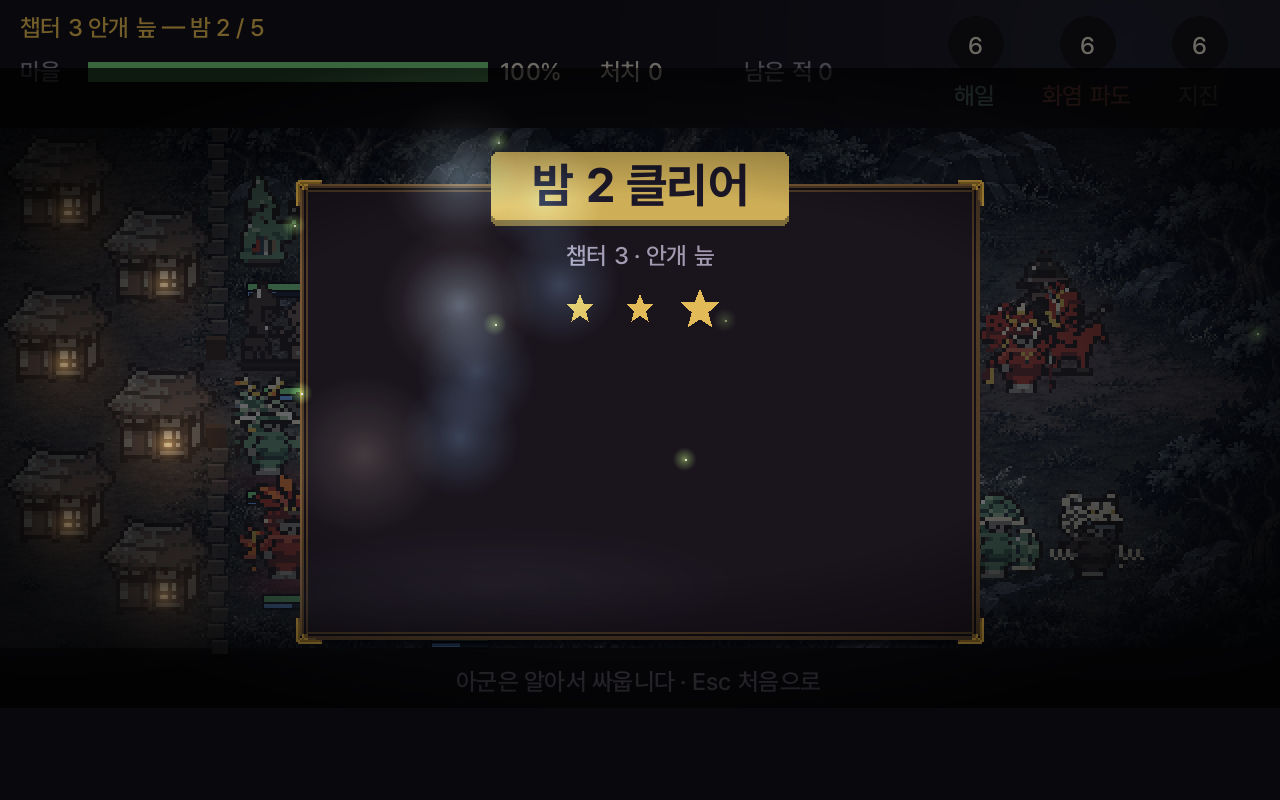 챕터 3 안개 늪 — 밤 2 / 5
마을 100% 처치 0 남은 적 0
6 6 6
해일 화염 파도 지진
밤 2 클리어
챕터 3 · 안개 늪
아군은 알아서 싸웁니다 · Esc 처음으로